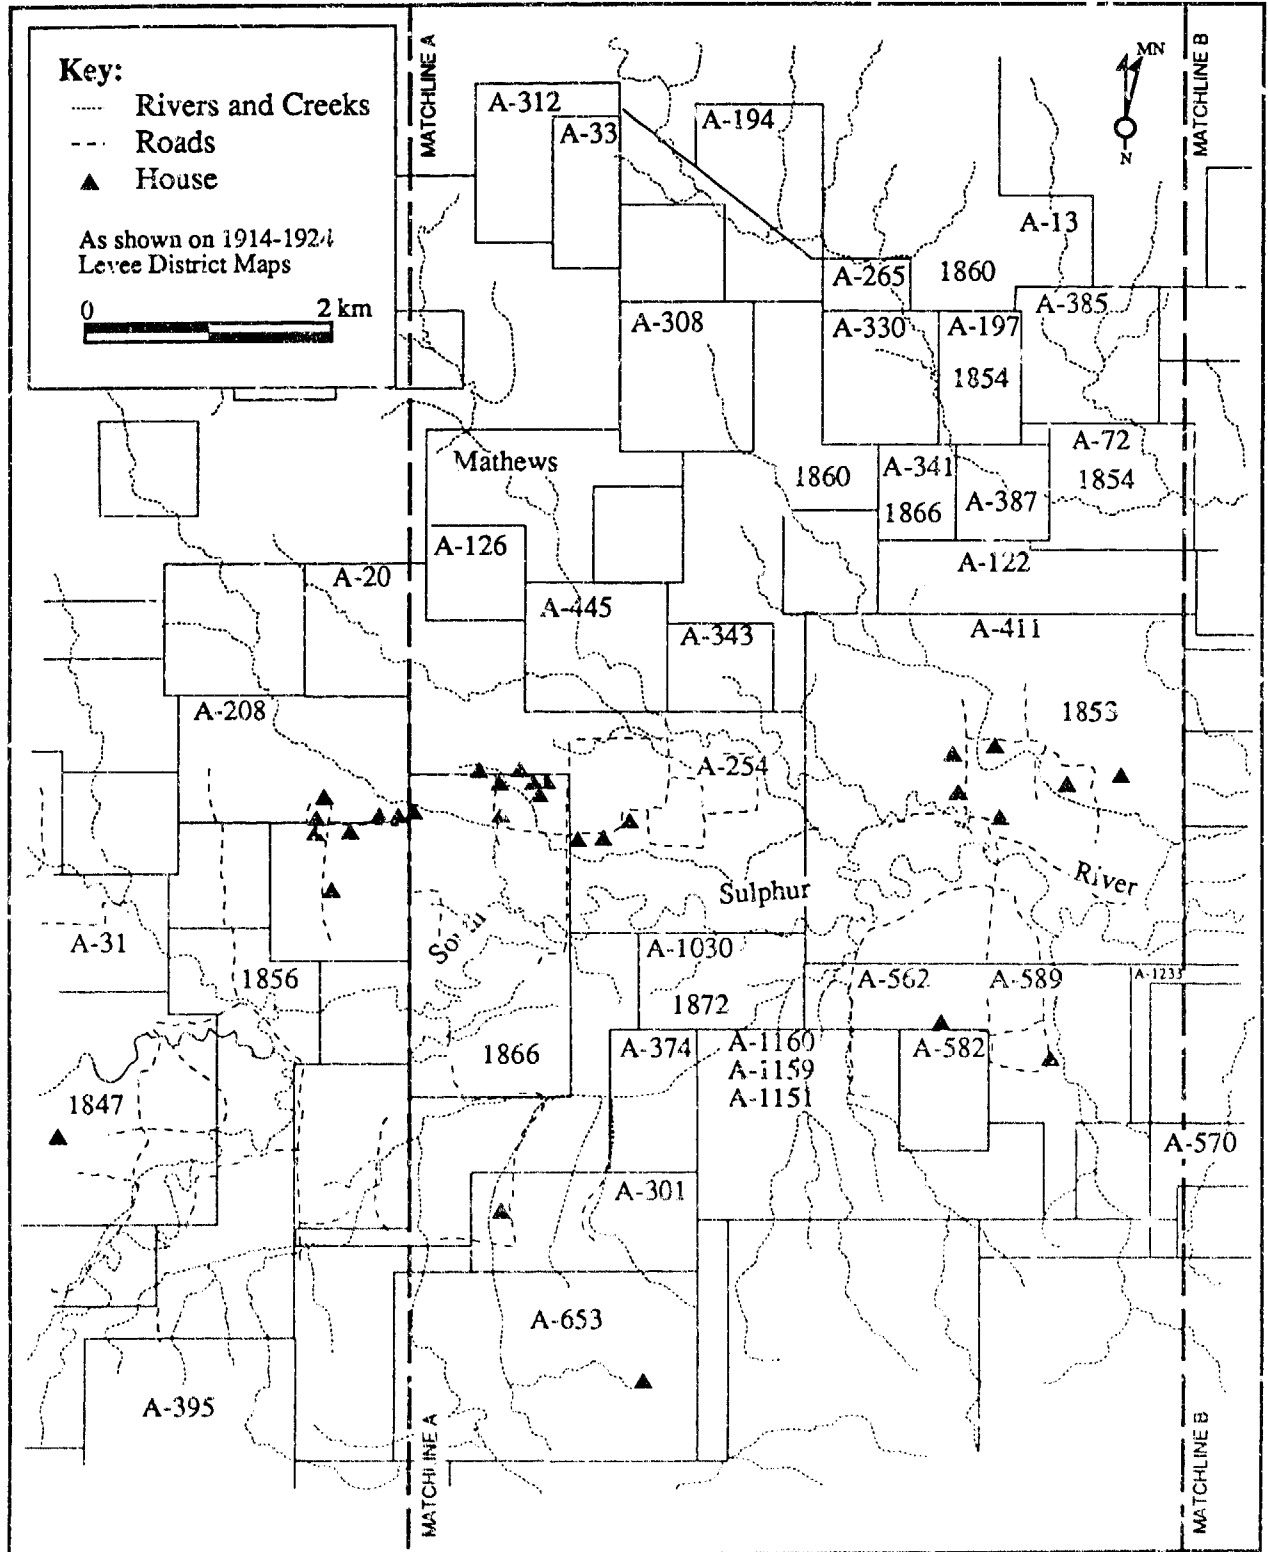 Key:
Rivers and Creeks
Roads
House
As shown on 1914-1924
Levee District Maps
0 2 km
MATCHLINE A
MATCHLINE B
MN
N
A-312
A-33
A-194
A-13
A-265
1860
A-385
A-308
A-330
A-197
1854
Mathews
1860
A-341
1866
A-387
A-72
1854
A-126
A-20
A-445
A-343
A-122
A-411
A-208
1853
A-254
South
Sulphur
River
A-31
1856
A-1030
1872
A-562
A-589
A-1233
1866
A-374
A-1160
A-1159
A-1151
A-582
1847
A-570
A-301
A-653
A-395
MATCHLINE A
MATCHLINE B